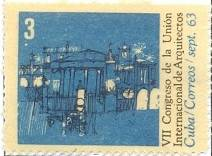 3
VII Congreso de la Unión
Internacional de Arquitectos
Cuba/Correos/sept. 63